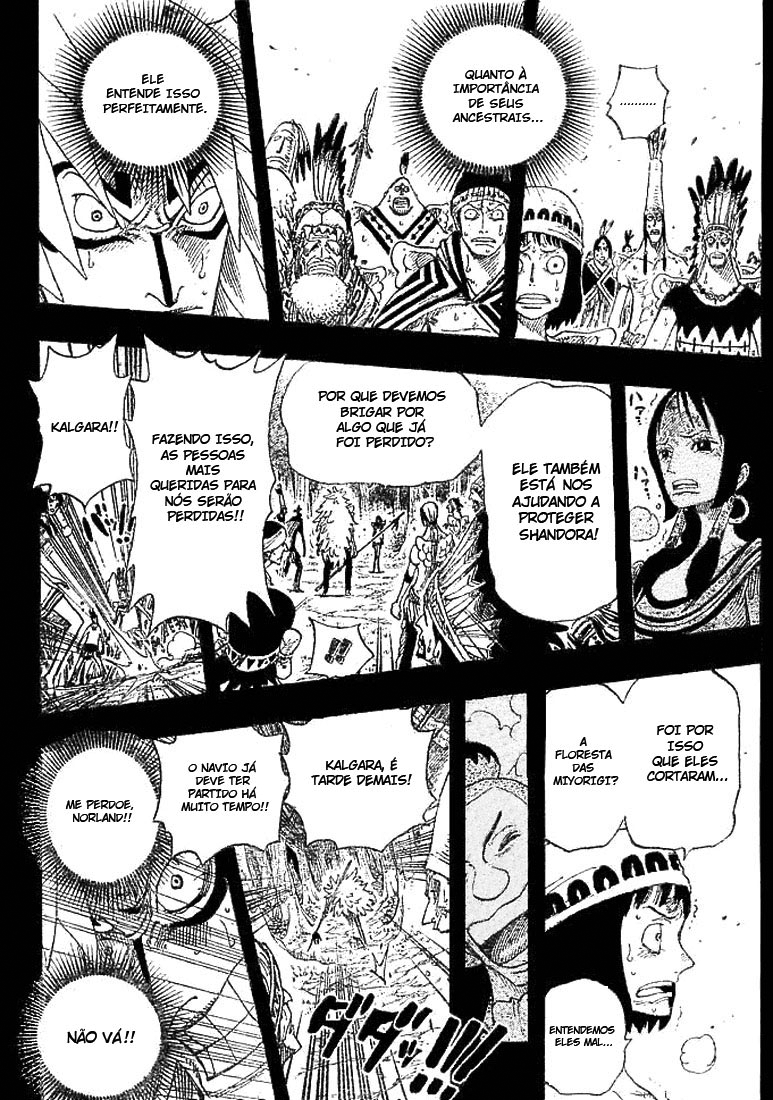 ..........
QUANTO À
IMPORTÂNCIA
DE SEUS
ANCESTRAIS...
ELE
ENTENDE ISSO
PERFEITAMENTE.
ELE TAMBÉM
ESTÁ NOS
AJUDANDO A
PROTEGER
SHANDORA!
POR QUE DEVEMOS
BRIGAR POR
ALGO QUE JÁ
FOI PERDIDO?
FAZENDO ISSO,
AS PESSOAS
MAIS
QUERIDAS PARA
NÓS SERÃO
PERDIDAS!!
!!
KALGARA!!
FOI POR
ISSO
QUE ELES
CORTARAM...
A
FLORESTA
DAS
MIYORIGI?
ENTENDEMOS
ELES MAL...
KALGARA, É
TARDE DEMAIS!
O NAVIO JÁ
DEVE TER
PARTIDO HÁ
MUITO TEMPO!!
ME PERDOE,
NORLAND!!
NÃO VÁ!!
ダダッ!!!